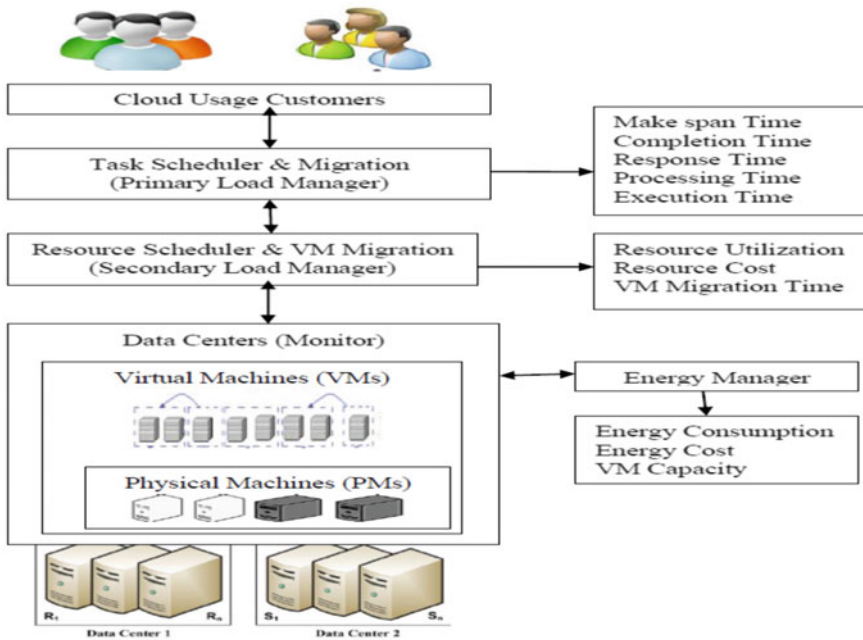 Cloud Usage Customers
Task Scheduler & Migration
(Primary Load Manager)
Make span Time
Completion Time
Response Time
Processing Time
Execution Time
Resource Scheduler & VM Migration
(Secondary Load Manager)
Resource Utilization
Resource Cost
VM Migration Time
Data Centers (Monitor)
Virtual Machines (VMs)
Physical Machines (PMs)
Energy Manager
Energy Consumption
Energy Cost
VM Capacity
R1
Rn
S1
Sn
Data Center 1
Data Center 2